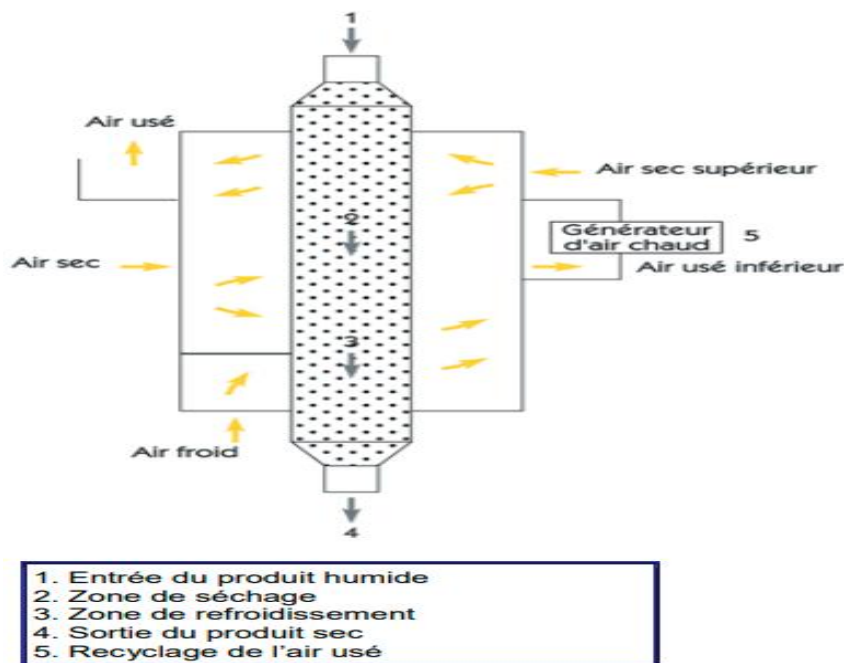 1
Air usé
Air sec supérieur
2
Générateur
d'air chaud
5
Air sec
Air usé inférieur
3
Air froid
4
1. Entrée du produit humide
2. Zone de séchage
3. Zone de refroidissement
4. Sortie du produit sec
5. Recyclage de l'air usé